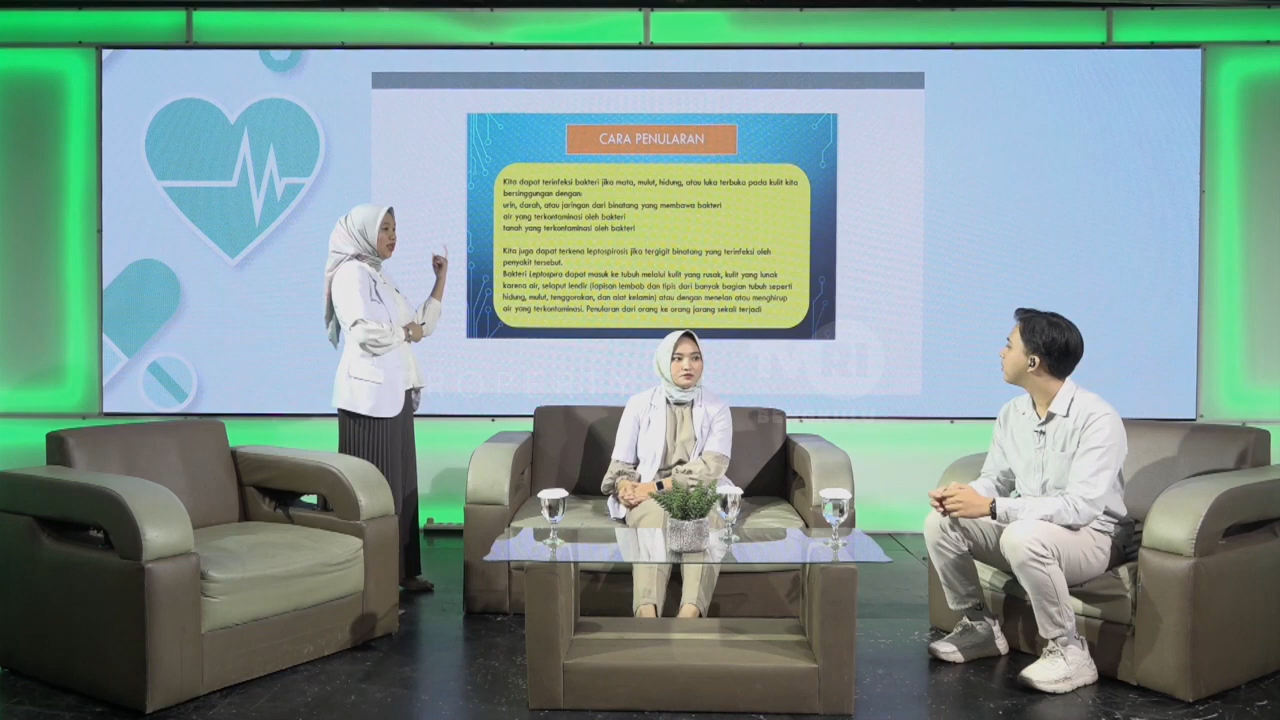 CARA PENULARAN
Kita dapat terinfeksi bakteri jika mata, mulut, hidung, atau luka terbuka pada kulit kita
bersinggungan dengan:
urin, darah, atau jaringan dari binatang yang membawa bakteri
air yang terkontaminasi oleh bakteri
tanah yang terkontaminasi oleh bakteri
Kita juga dapat terkena leptospirosis jika tergigit binatang yang terinfeksi oleh
penyakit tersebut.
Bakteri Leptospira dapat masuk ke tubuh melalui kulit yang rusak, kulit yang lunak
karena air, selaput lendir (lapisan lembab dan tipis dari banyak bagian tubuh seperti
hidung, mulut, tenggorokan, dan alat kelamin) atau dengan menelan atau menghirup
air yang terkontaminasi. Penularan dari orang ke orang jarang sekali terjadi
TVRI
BENGKULU